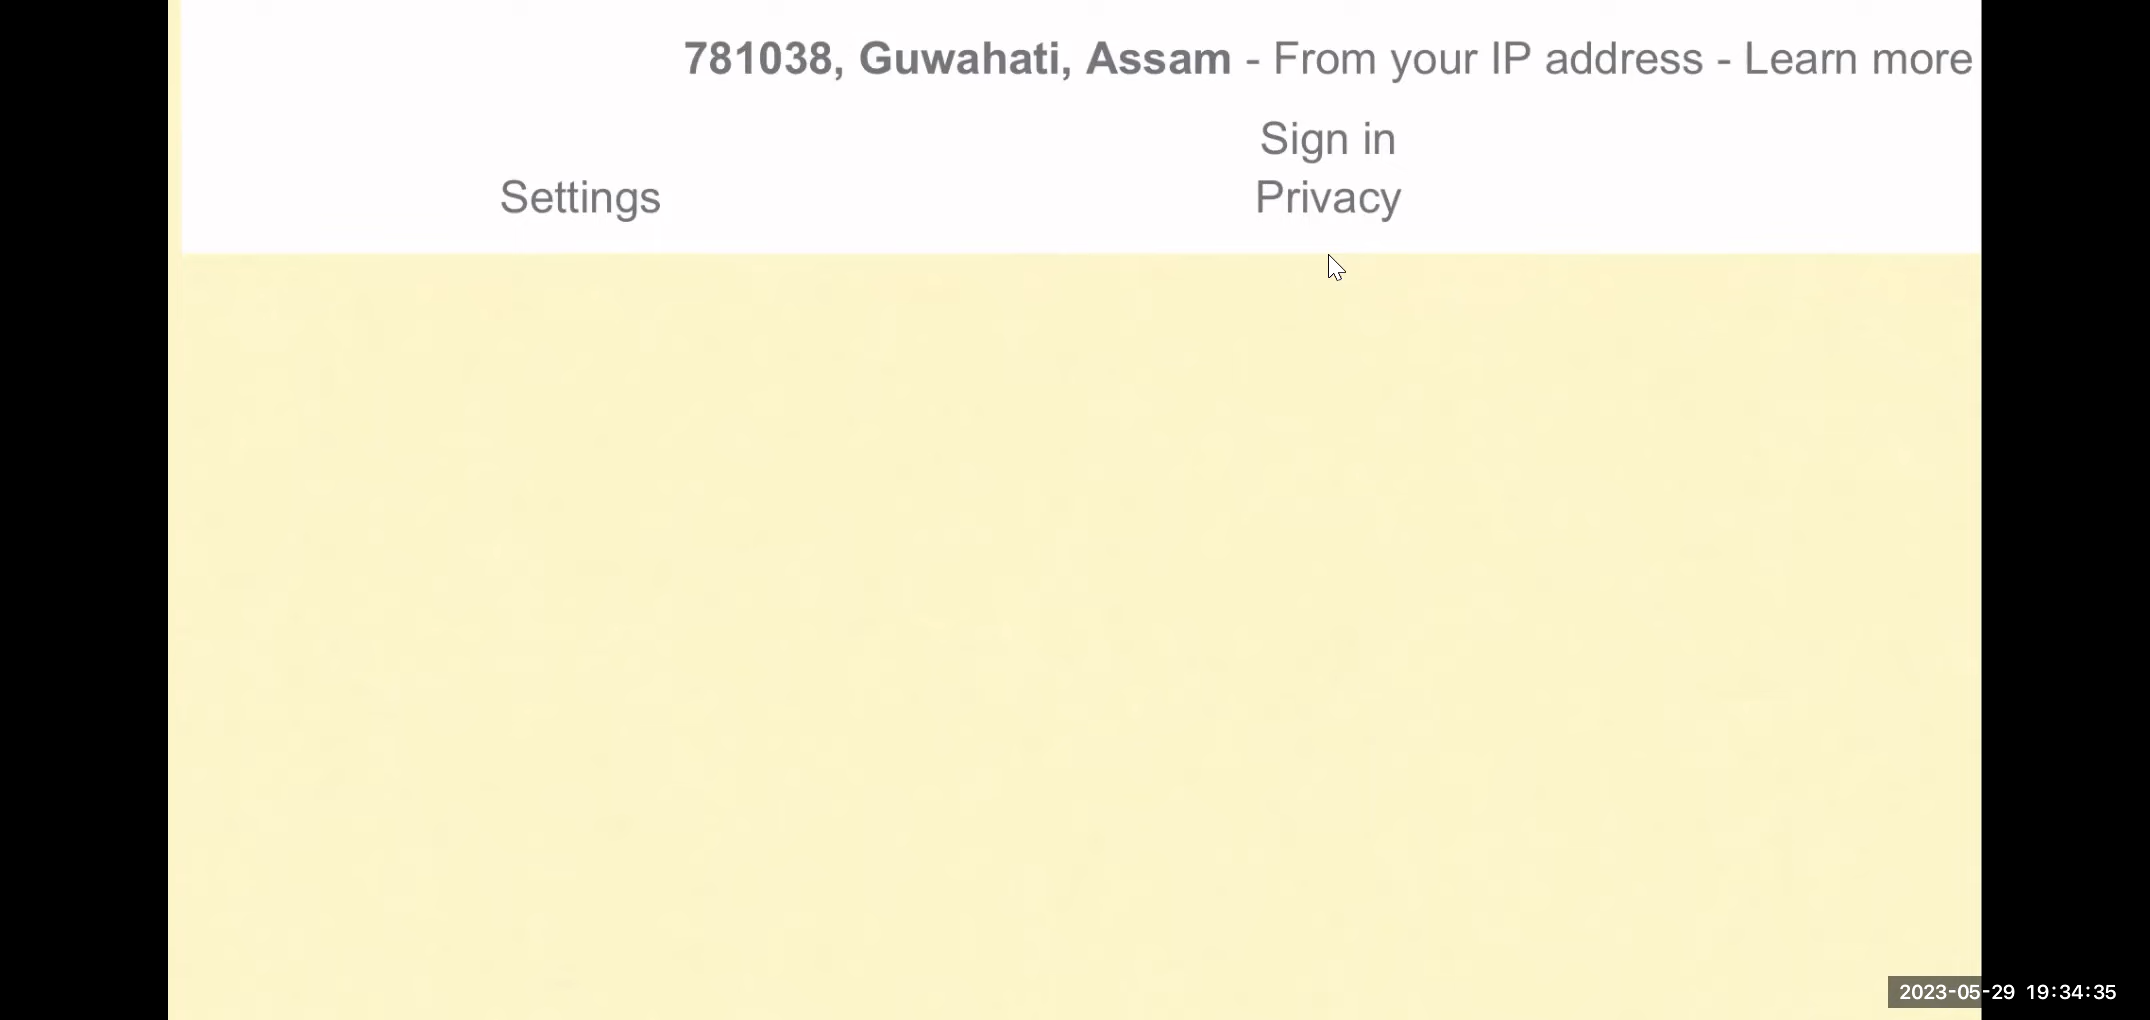 781038, Guwahati, Assam - From your IP address - Learn more
Sign in
Settings Privacy
2023-05-29 19:34:35